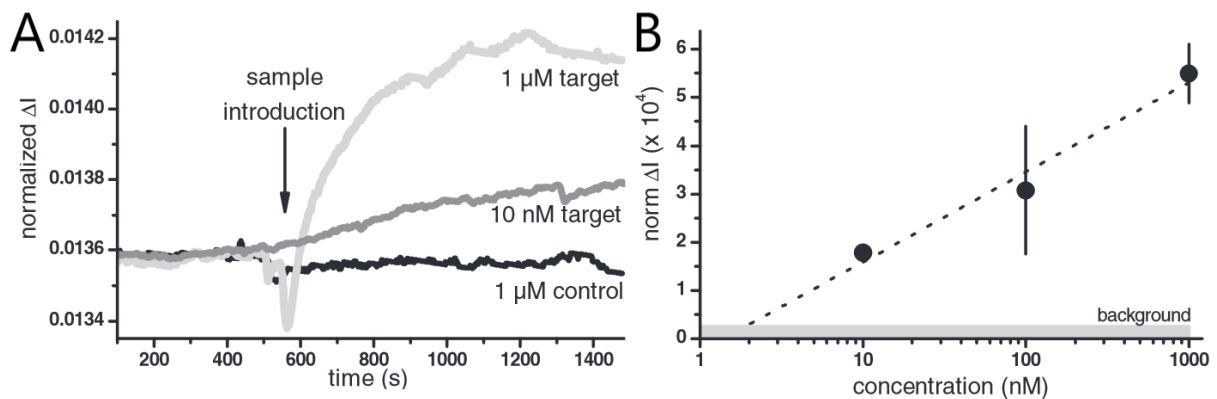 A
0.0142
0.0140
0.0138
0.0136
0.0134
normalized ΔI
sample
introduction
1 µM target
10 nM target
1 µM control
200 400 600 800 1000 1200 1400
time (s)
B
6
5
4
3
2
1
0
norm ΔI (x 10⁴)
background
1 10 100 1000
concentration (nM)